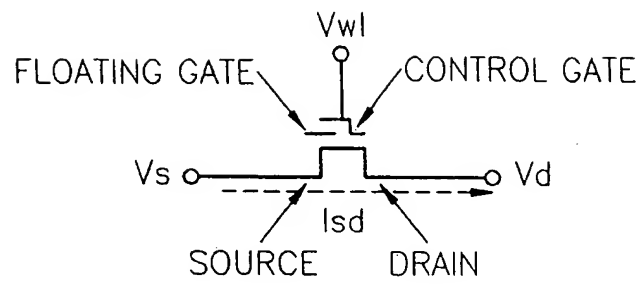 Vwl
FLOATING GATE
CONTROL GATE
Vs
Vd
Isd
SOURCE
DRAIN